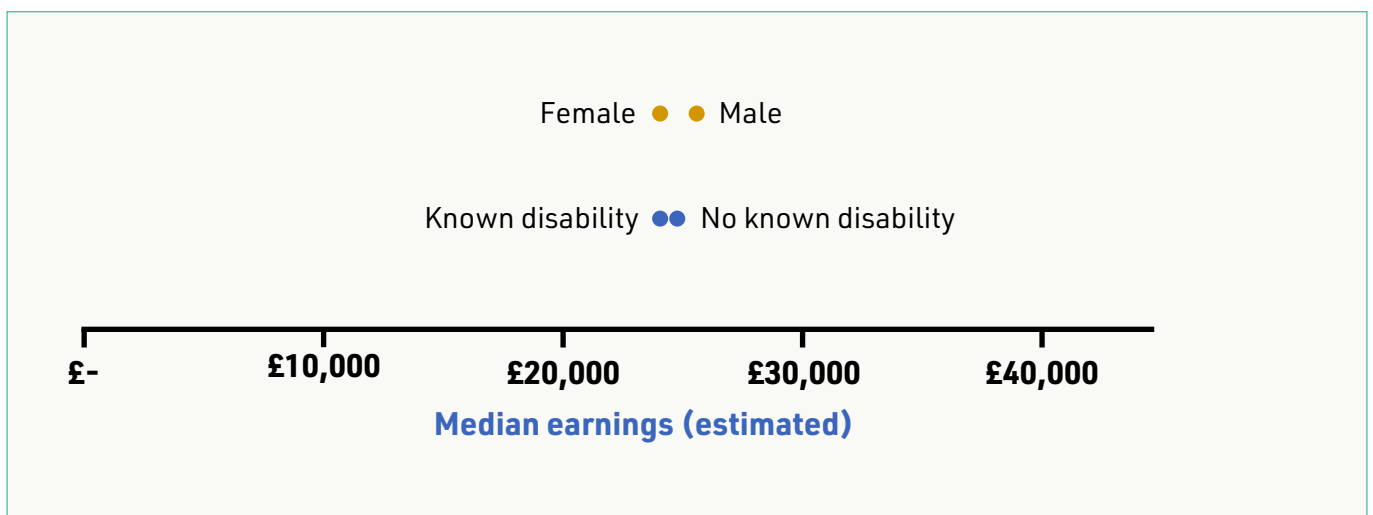 Female Male
Known disability No known disability
£- £10,000 £20,000 £30,000 £40,000
Median earnings (estimated)